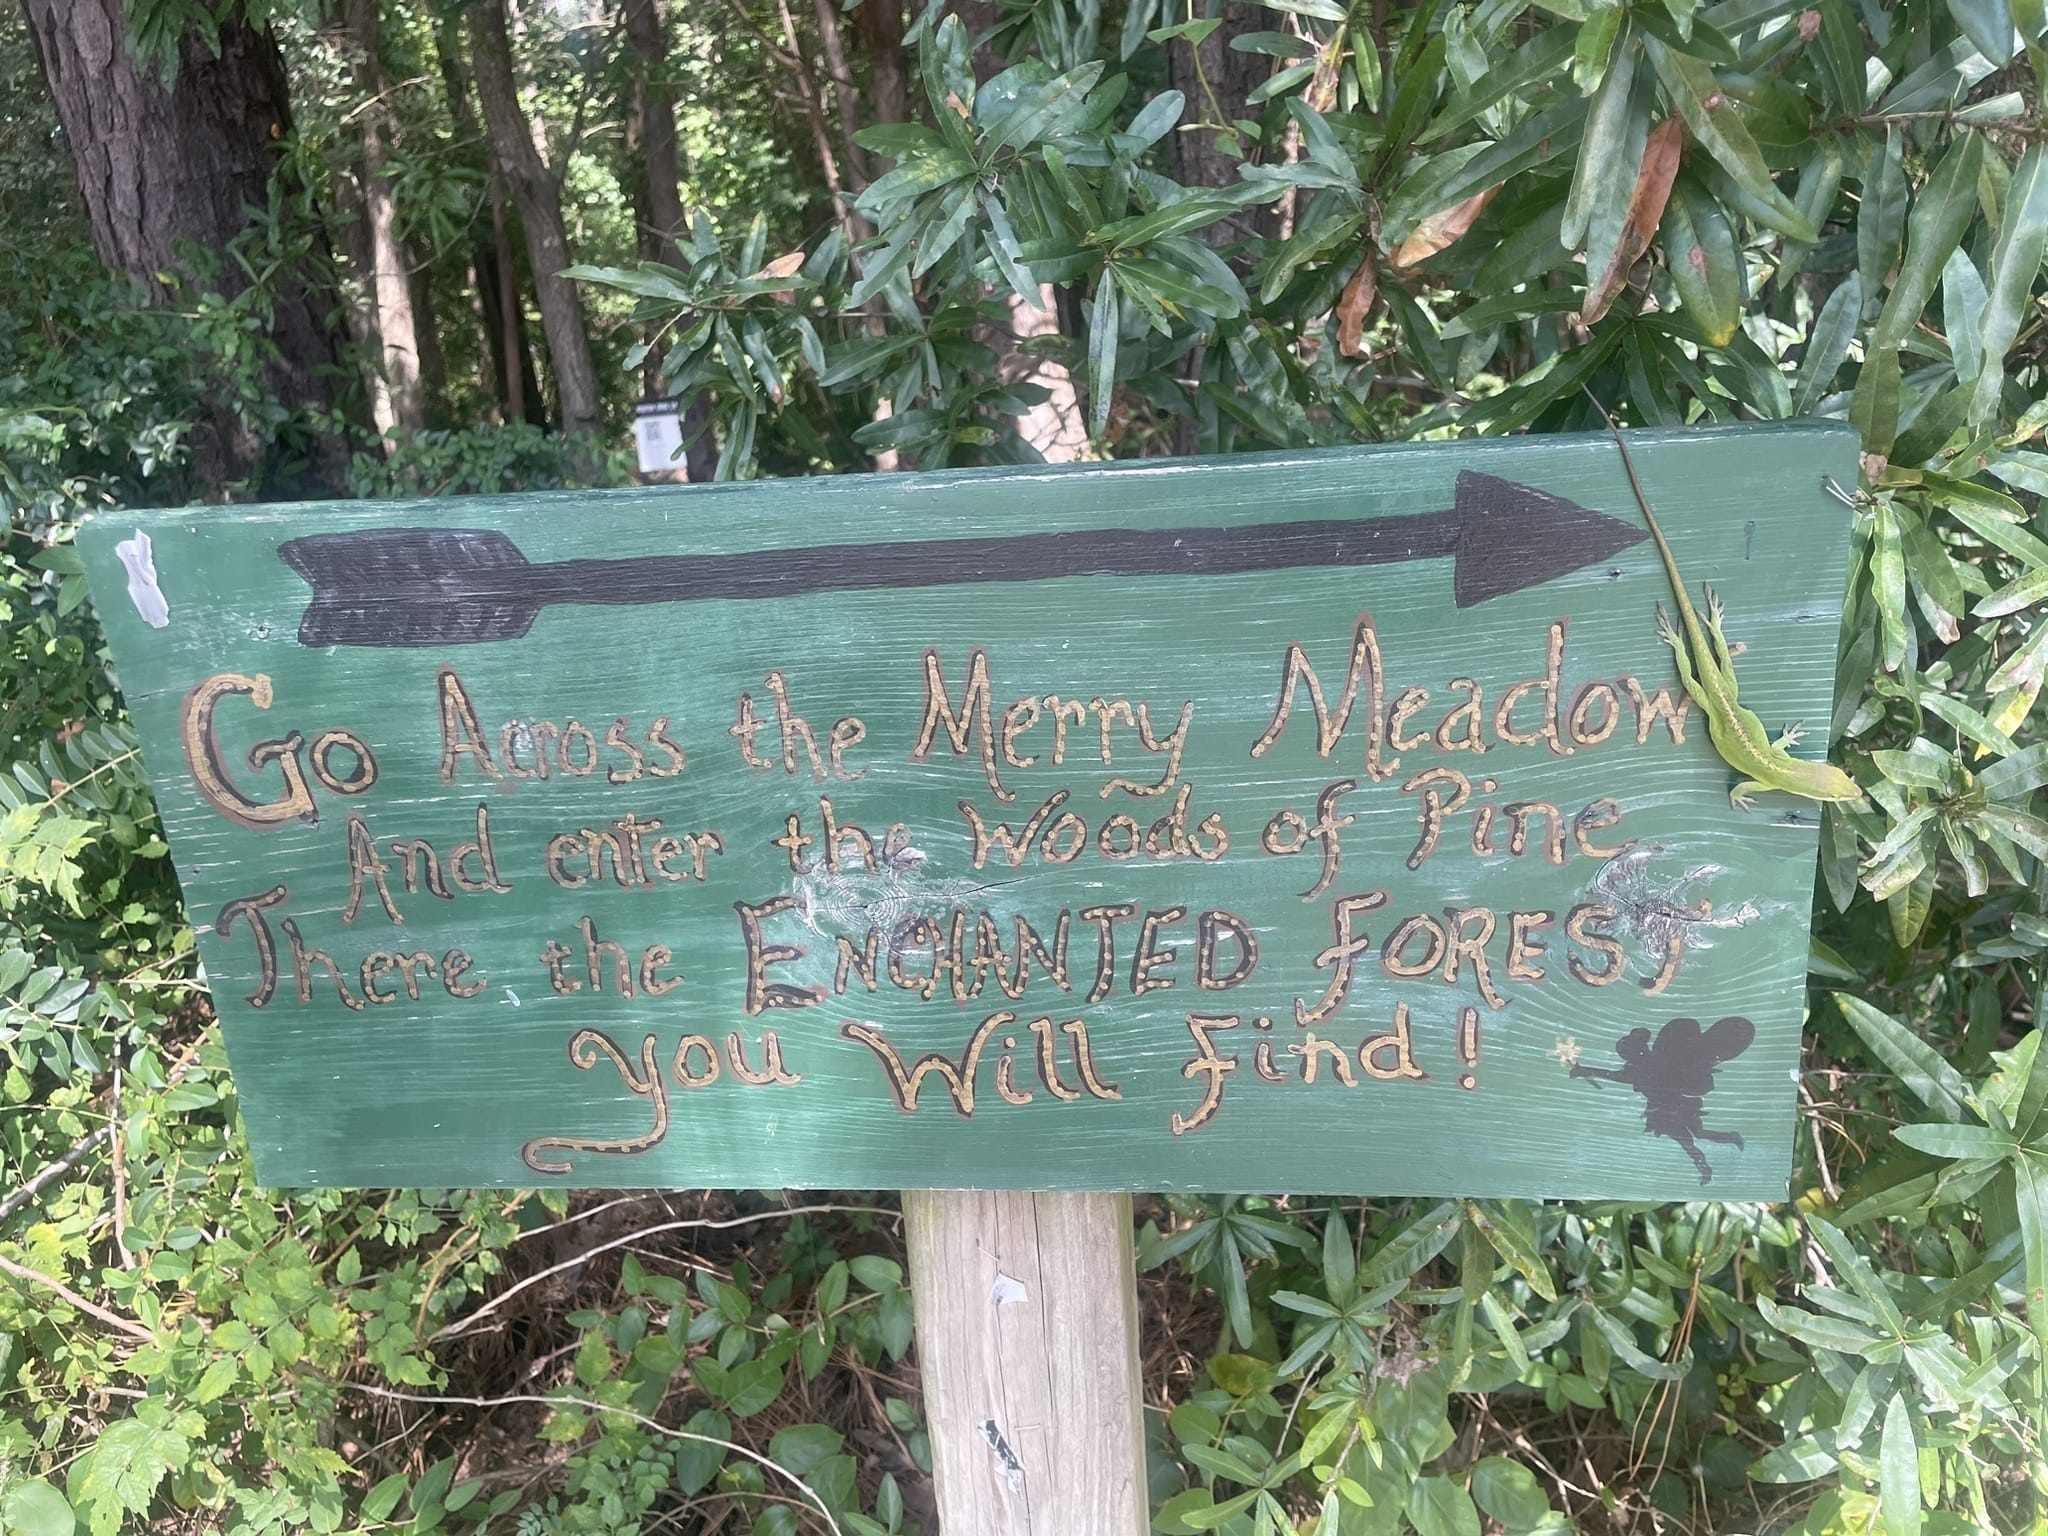 Go Across the Merry Meadow
And enter the Woods of Pine
There the ENCHANTED FOREST
you Will Find!